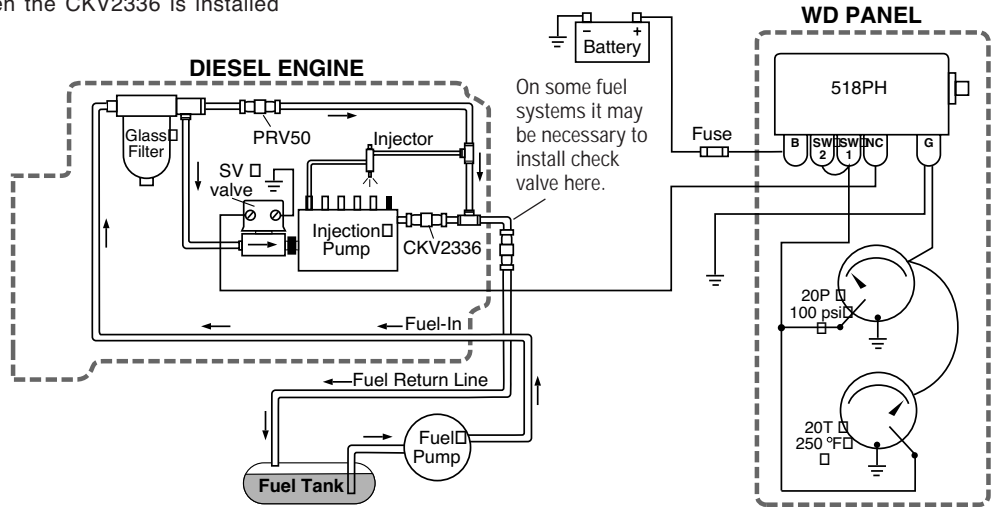 en the CKV2336 is installed
WD PANEL
DIESEL ENGINE
- +
Battery
518PH
On some fuel
systems it may
be necessary to
install check
valve here.
Fuse
B
SW
2
SW
1
NC
G
Glass
Filter
PRV50
Injector
SV
valve
Injection
Pump
CKV2336
20P
100 psi
Fuel-In
Fuel Return Line
20T
250 °F
Fuel
Pump
Fuel Tank